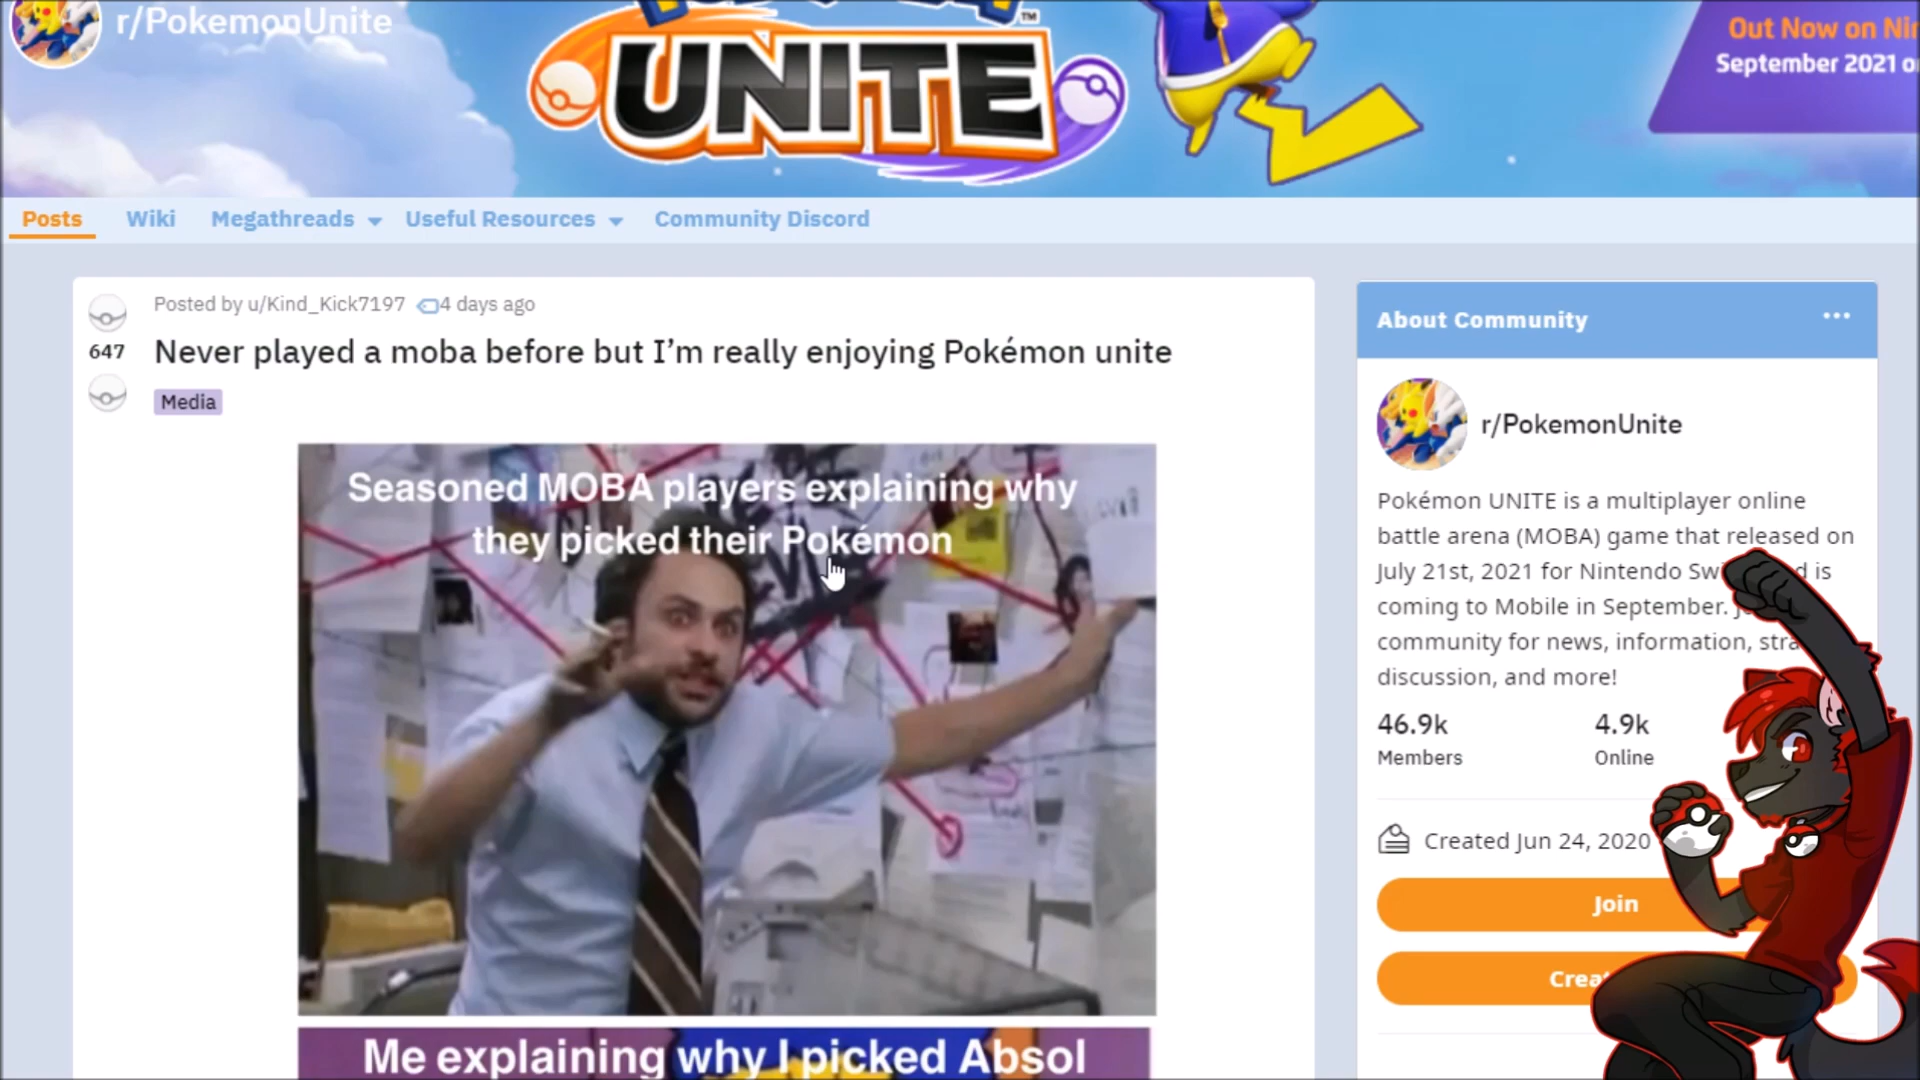 r/PokemonUnite
UNITE
TM
Out Now on Nin
September 2021 o
Posts Wiki Megathreads Useful Resources Community Discord
Posted by u/Kind_Kick7197 4 days ago
647
Never played a moba before but I’m really enjoying Pokémon unite
Media
Seasoned MOBA players explaining why
they picked their Pokémon
Me explaining why I picked Absol
About Community
r/PokemonUnite
Pokémon UNITE is a multiplayer online
battle arena (MOBA) game that released on
July 21st, 2021 for Nintendo Swi d is
coming to Mobile in September. J
community for news, information, stra
discussion, and more!
46.9k 4.9k
Members Online
Created Jun 24, 2020
Join
Crea